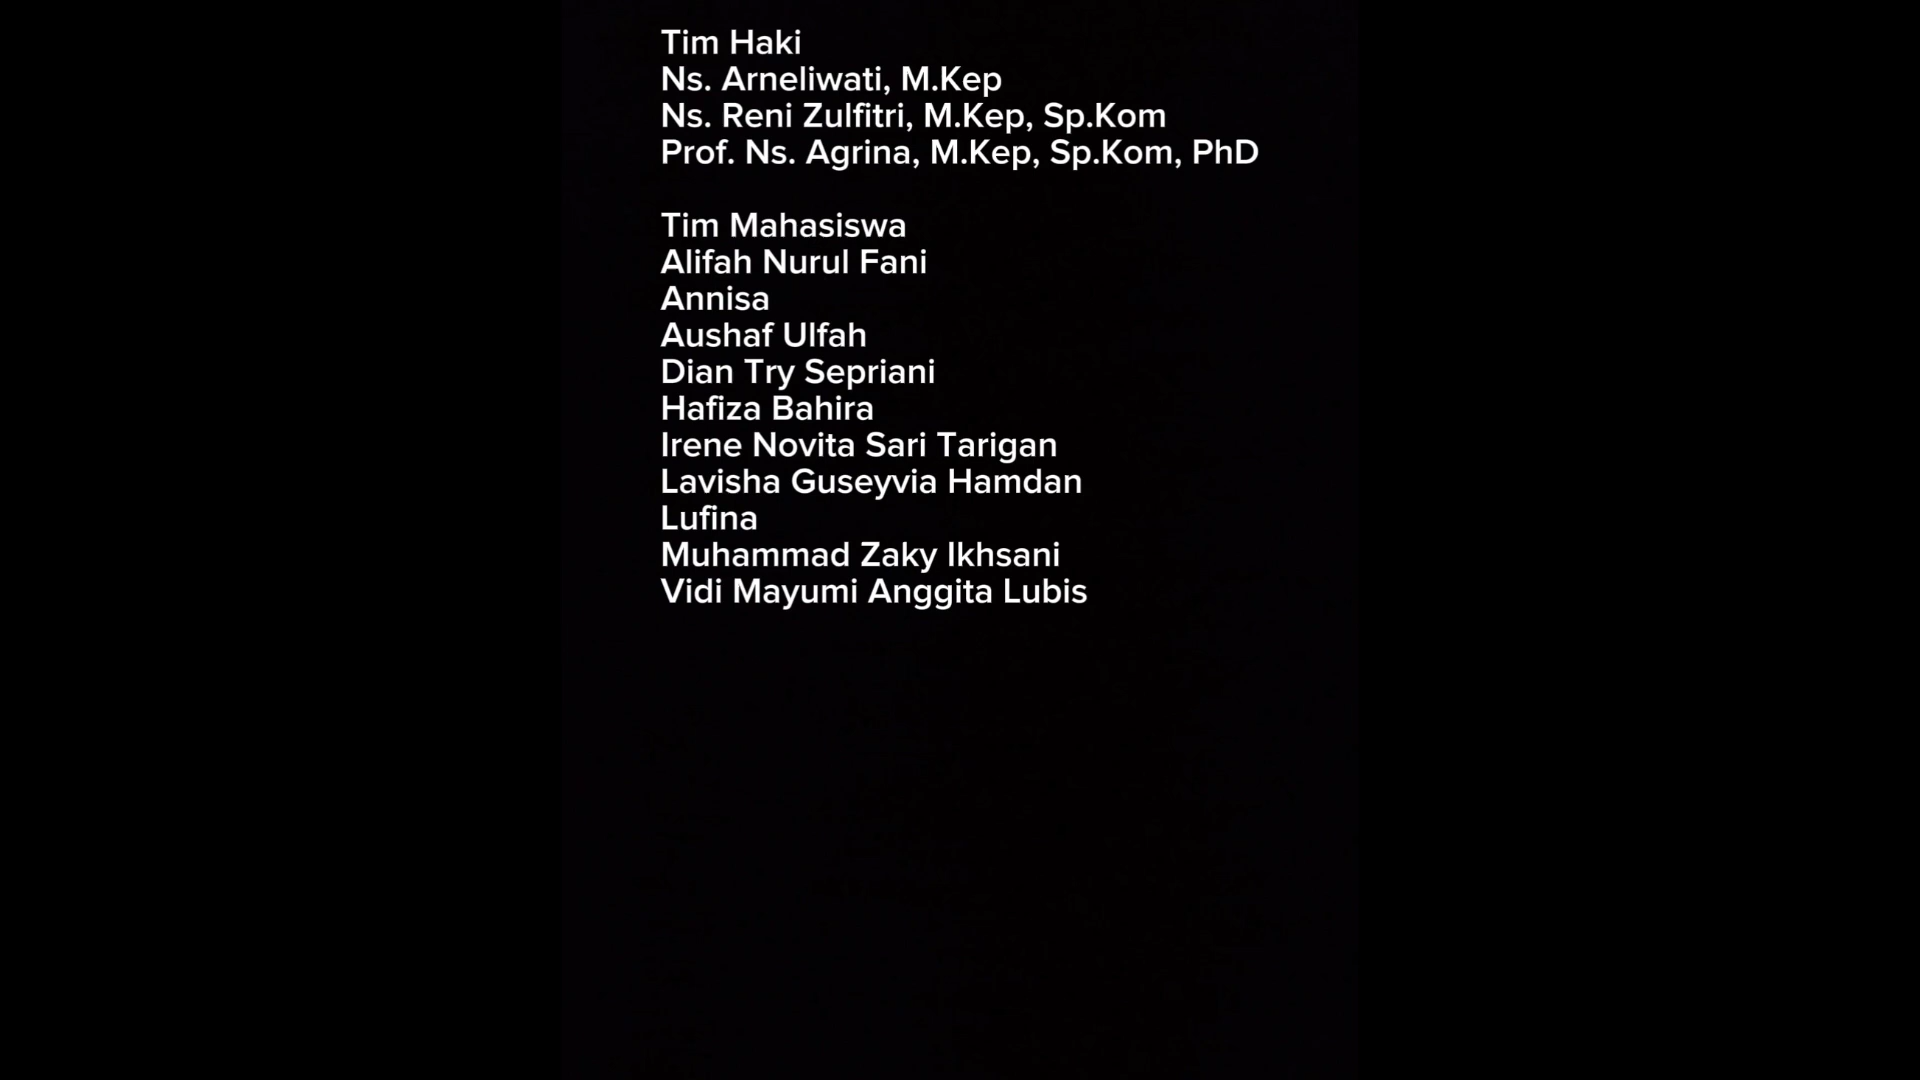 Tim Haki
Ns. Arneliwati, M.Kep
Ns. Reni Zulfitri, M.Kep, Sp.Kom
Prof. Ns. Agrina, M.Kep, Sp.Kom, PhD
Tim Mahasiswa
Alifah Nurul Fani
Annisa
Aushaf Ulfah
Dian Try Sepriani
Hafiza Bahira
Irene Novita Sari Tarigan
Lavisha Guseyvia Hamdan
Lufina
Muhammad Zaky Ikhsani
Vidi Mayumi Anggita Lubis